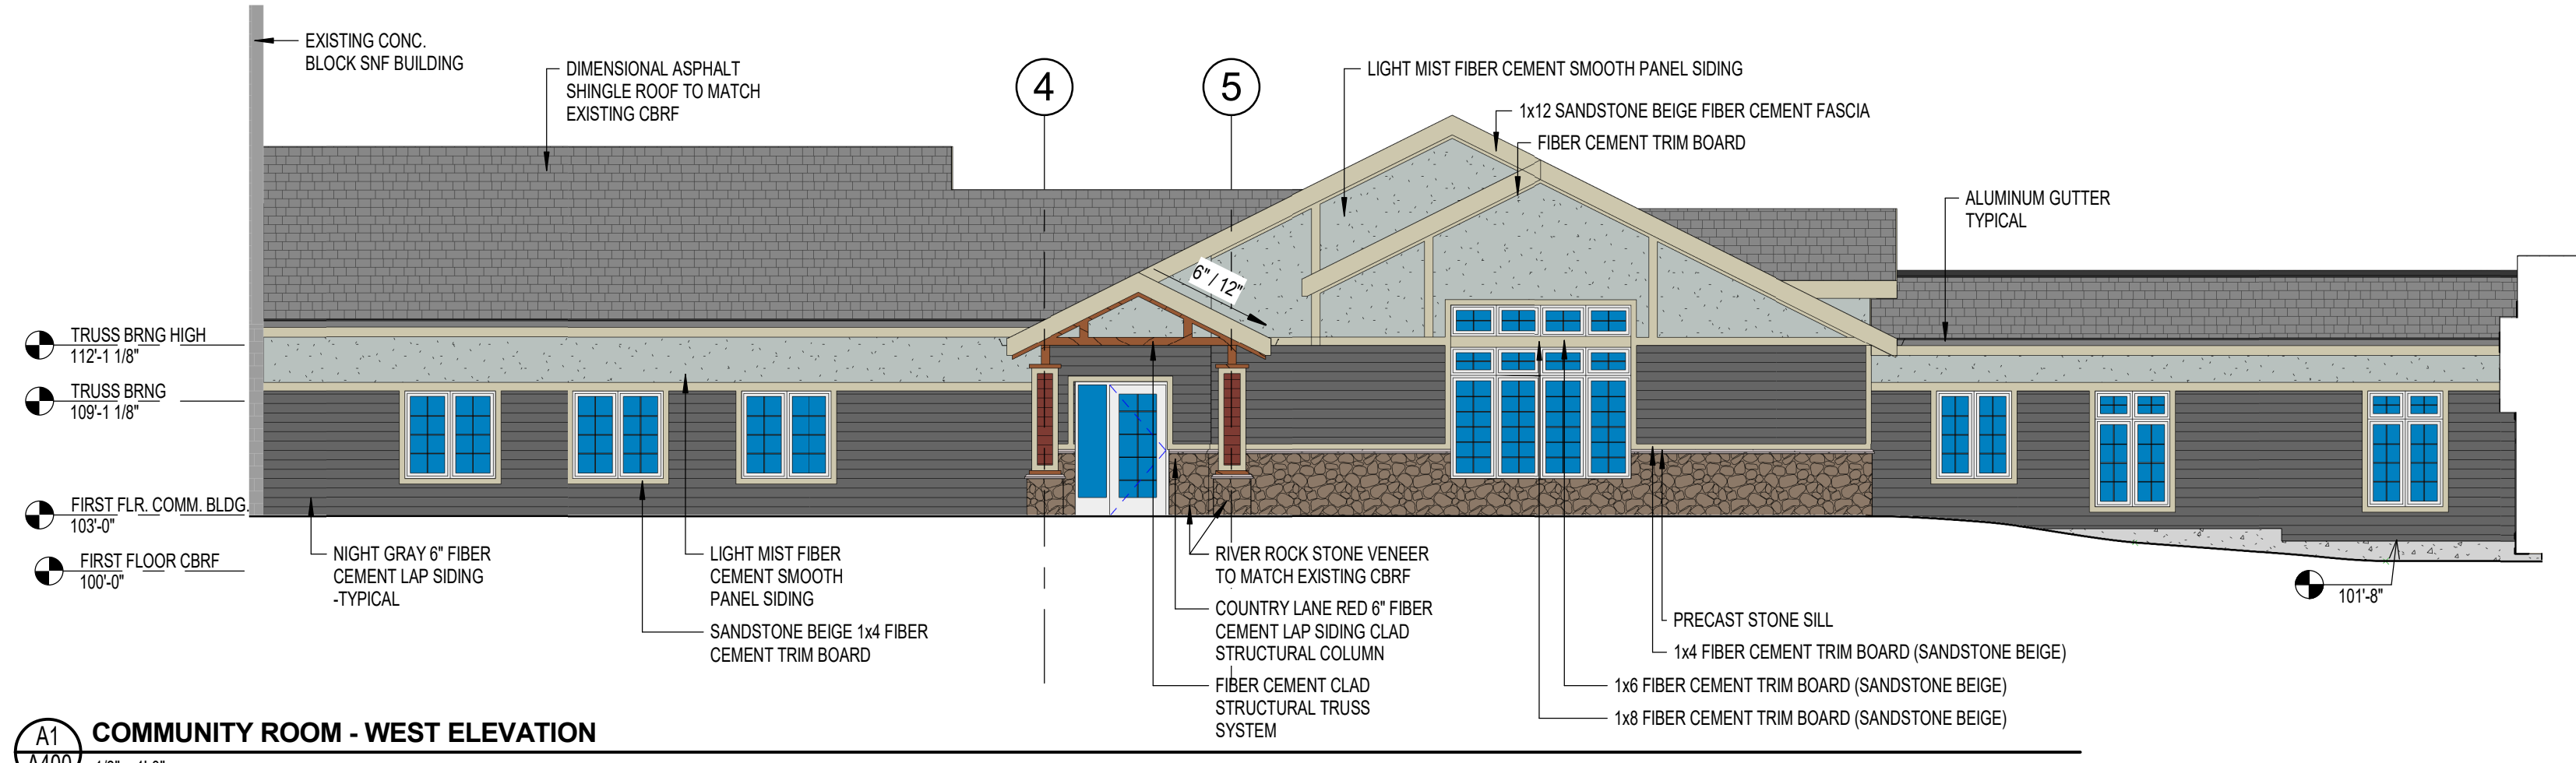 EXISTING CONC.
BLOCK SNF BUILDING
DIMENSIONAL ASPHALT
SHINGLE ROOF TO MATCH
EXISTING CBRF
4
5
LIGHT MIST FIBER CEMENT SMOOTH PANEL SIDING
1x12 SANDSTONE BEIGE FIBER CEMENT FASCIA
FIBER CEMENT TRIM BOARD
ALUMINUM GUTTER
TYPICAL
6" / 12"
TRUSS BRNG HIGH
112'-1 1/8"
TRUSS BRNG
109'-1 1/8"
FIRST FLR. COMM. BLDG.
103'-0"
FIRST FLOOR CBRF
100'-0"
NIGHT GRAY 6" FIBER
CEMENT LAP SIDING
-TYPICAL
LIGHT MIST FIBER
CEMENT SMOOTH
PANEL SIDING
SANDSTONE BEIGE 1x4 FIBER
CEMENT TRIM BOARD
RIVER ROCK STONE VENEER
TO MATCH EXISTING CBRF
COUNTRY LANE RED 6" FIBER
CEMENT LAP SIDING CLAD
STRUCTURAL COLUMN
FIBER CEMENT CLAD
STRUCTURAL TRUSS
SYSTEM
PRECAST STONE SILL
1x4 FIBER CEMENT TRIM BOARD (SANDSTONE BEIGE)
1x6 FIBER CEMENT TRIM BOARD (SANDSTONE BEIGE)
1x8 FIBER CEMENT TRIM BOARD (SANDSTONE BEIGE)
101'-8"
A1
A400
COMMUNITY ROOM - WEST ELEVATION